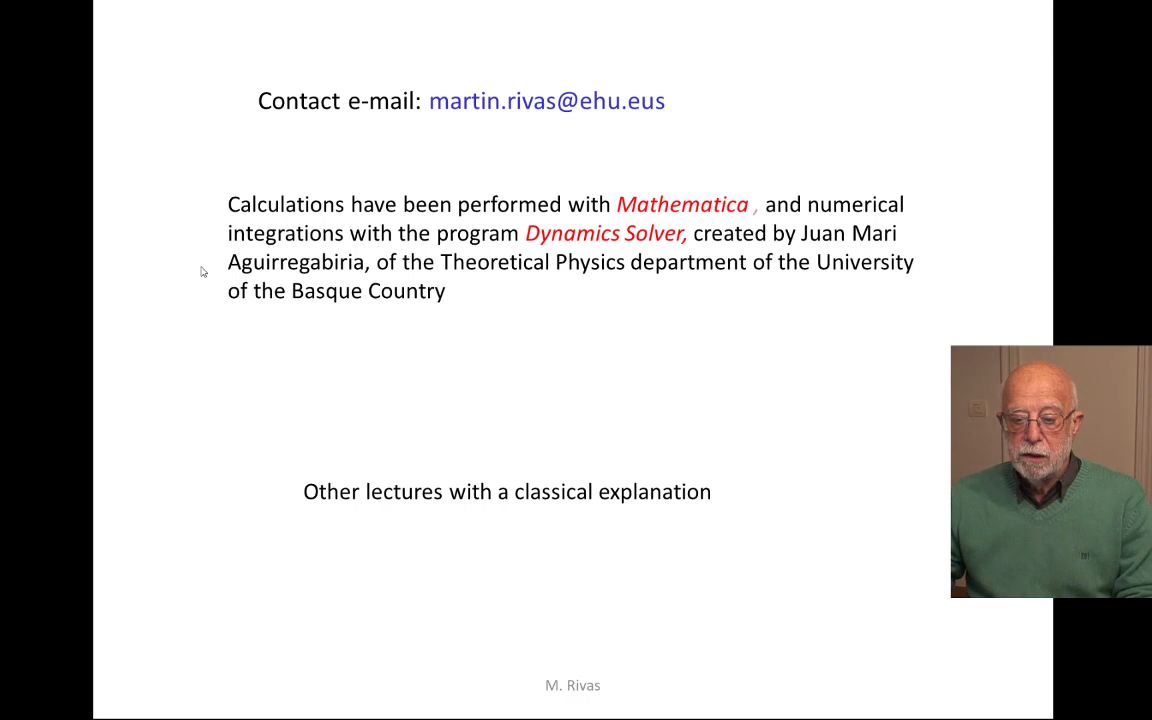 Contact e-mail: martin.rivas@ehu.eus
Calculations have been performed with Mathematica , and numerical
integrations with the program Dynamics Solver, created by Juan Mari
Aguirregabiria, of the Theoretical Physics department of the University
of the Basque Country
Other lectures with a classical explanation
M. Rivas